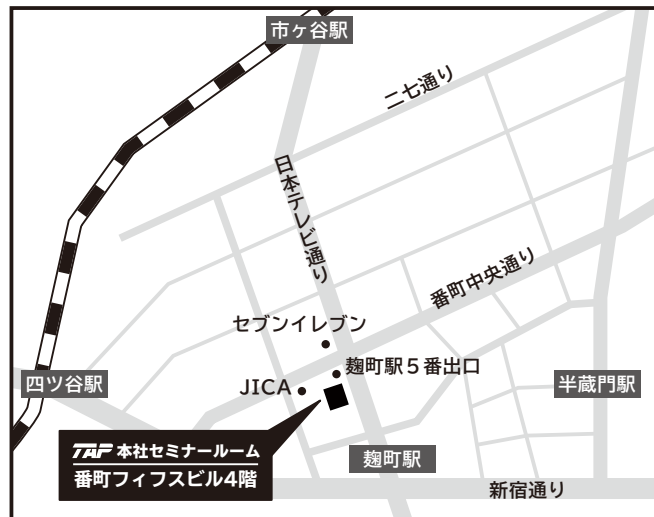 市ヶ谷駅
二七通り
日本テレビ通り
番町中央通り
セブンイレブン
麹町駅５番出口
JICA
四ツ谷駅
半蔵門駅
TAP 本社セミナールーム
番町フィフスビル4階
麹町駅
新宿通り